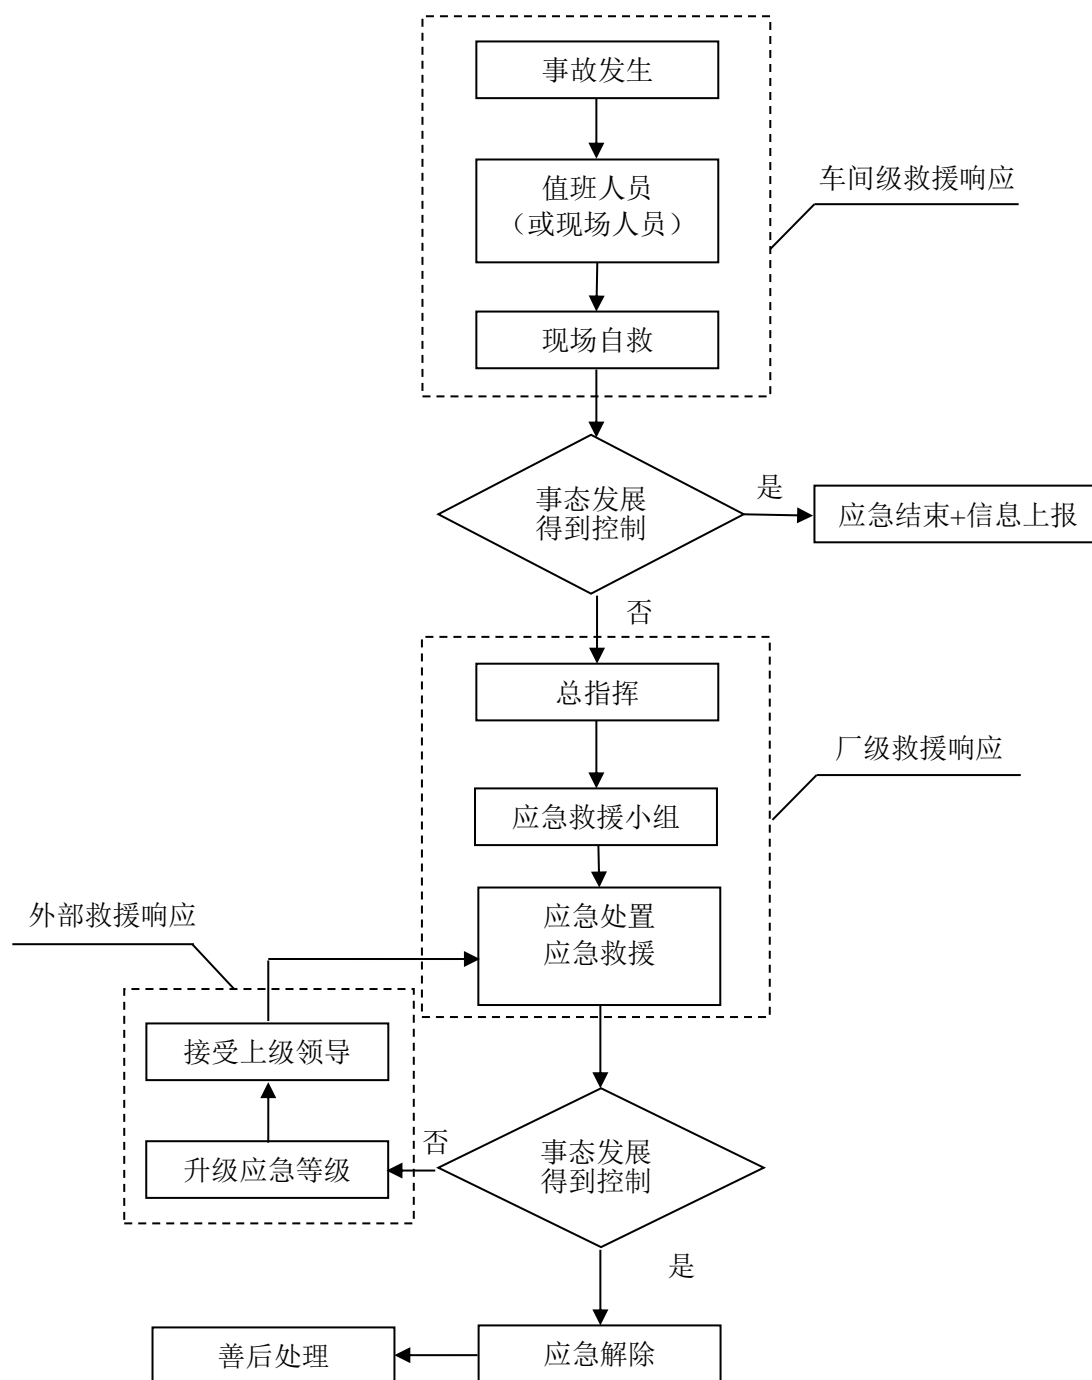 事故发生
值班人员
（或现场人员）
车间级救援响应
现场自救
事态发展
得到控制
是
应急结束+信息上报
否
总指挥
厂级救援响应
应急救援小组
应急处置
应急救援
外部救援响应
接受上级领导
否
升级应急等级
事态发展
得到控制
是
善后处理
应急解除